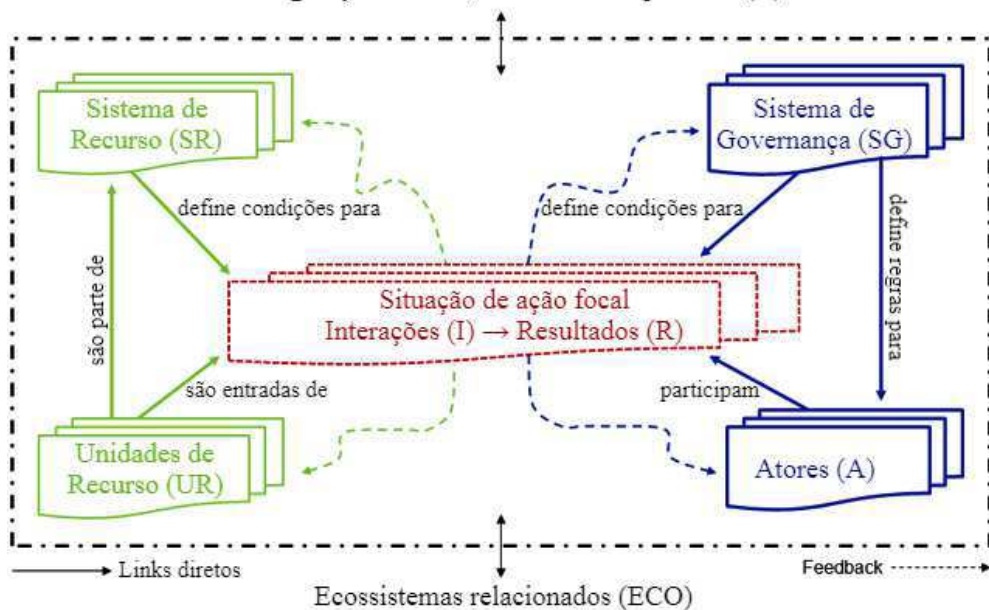 Sistema de
Recurso (SR)
Sistema de
Governança (SG)
define condições para
define condições para
são parte de
define regras para
Situação de ação focal
Interações (I) → Resultados (R)
são entradas de
participam
Unidades de
Recurso (UR)
Atores (A)
Links diretos
Feedback
Ecossistemas relacionados (ECO)